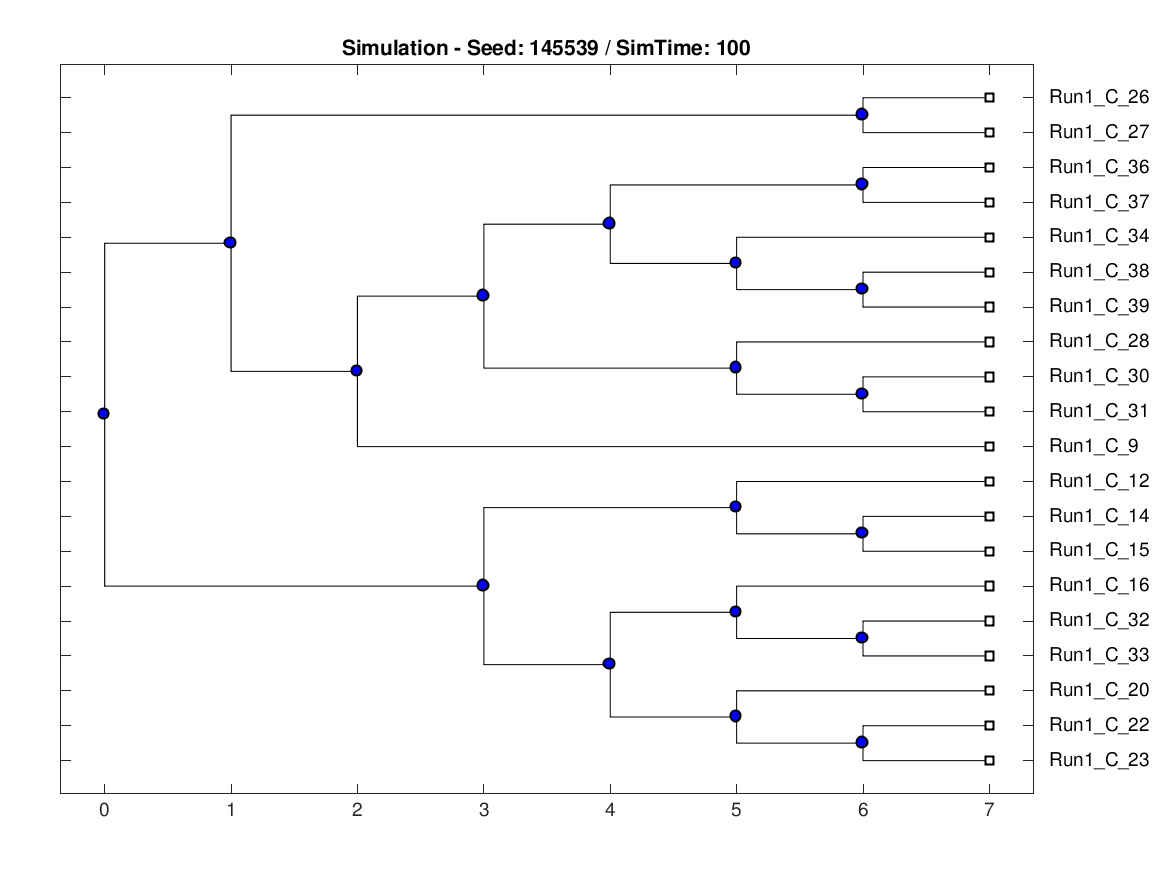 Simulation - Seed: 145539 / SimTime: 100
Run1_C_26
Run1_C_27
Run1_C_36
Run1_C_37
Run1_C_34
Run1_C_38
Run1_C_39
Run1_C_28
Run1_C_30
Run1_C_31
Run1_C_9
Run1_C_12
Run1_C_14
Run1_C_15
Run1_C_16
Run1_C_32
Run1_C_33
Run1_C_20
Run1_C_22
Run1_C_23
0 1 2 3 4 5 6 7